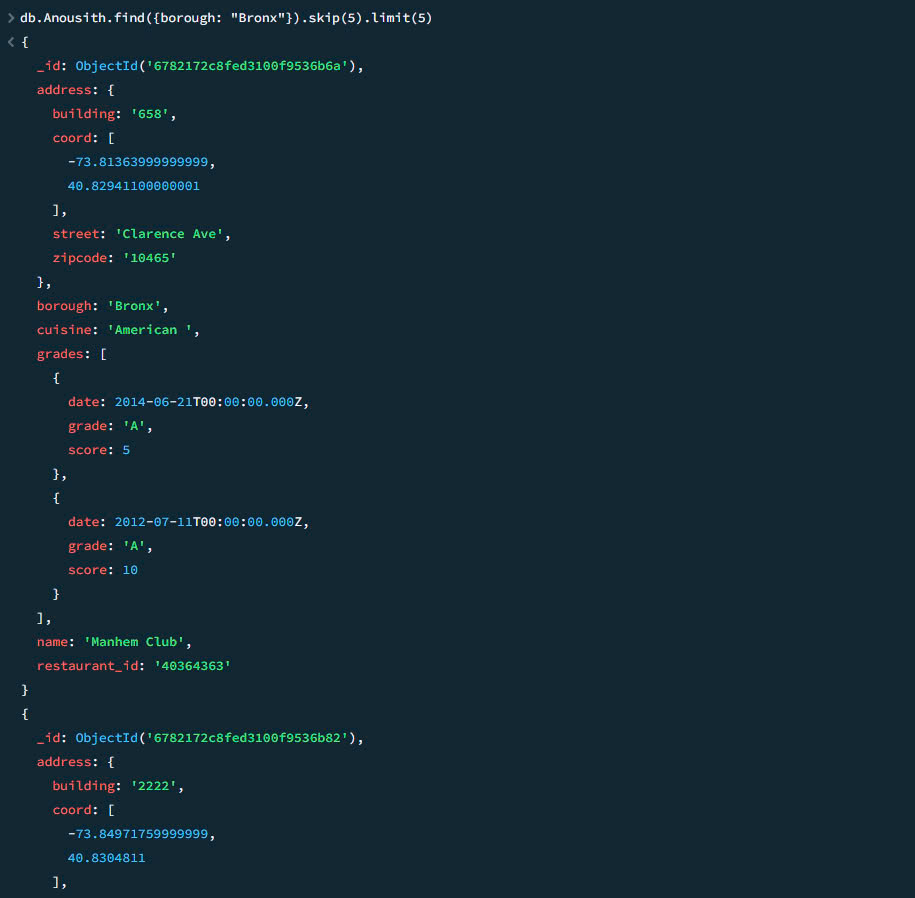 > db.Anousith.find({borough: "Bronx"}).skip(5).limit(5)
< {
_id: ObjectId('6782172c8fed3100f9536b6a'),
address: {
building: '658',
coord: [
-73.81363999999999,
40.82941100000001
],
street: 'Clarence Ave',
zipcode: '10465'
},
borough: 'Bronx',
cuisine: 'American ',
grades: [
{
date: 2014-06-21T00:00:00.000Z,
grade: 'A',
score: 5
},
{
date: 2012-07-11T00:00:00.000Z,
grade: 'A',
score: 10
}
],
name: 'Manhem Club',
restaurant_id: '40364363'
}
{
_id: ObjectId('6782172c8fed3100f9536b82'),
address: {
building: '2222',
coord: [
-73.84971759999999,
40.8304811
],